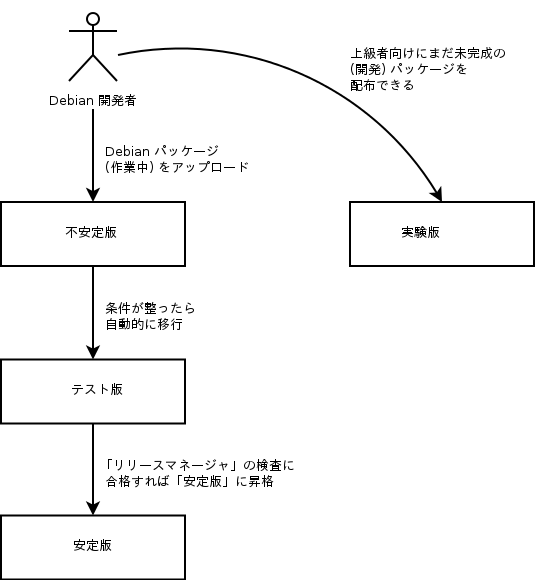 上級者向けにまだ未完成の
(開発) パッケージを
配布できる
Debian 開発者
Debian パッケージ
(作業中) をアップロード
不安定版
実験版
条件が整ったら
自動的に移行
テスト版
「リリースマネージャ」の検査に
合格すれば「安定版」に昇格
安定版